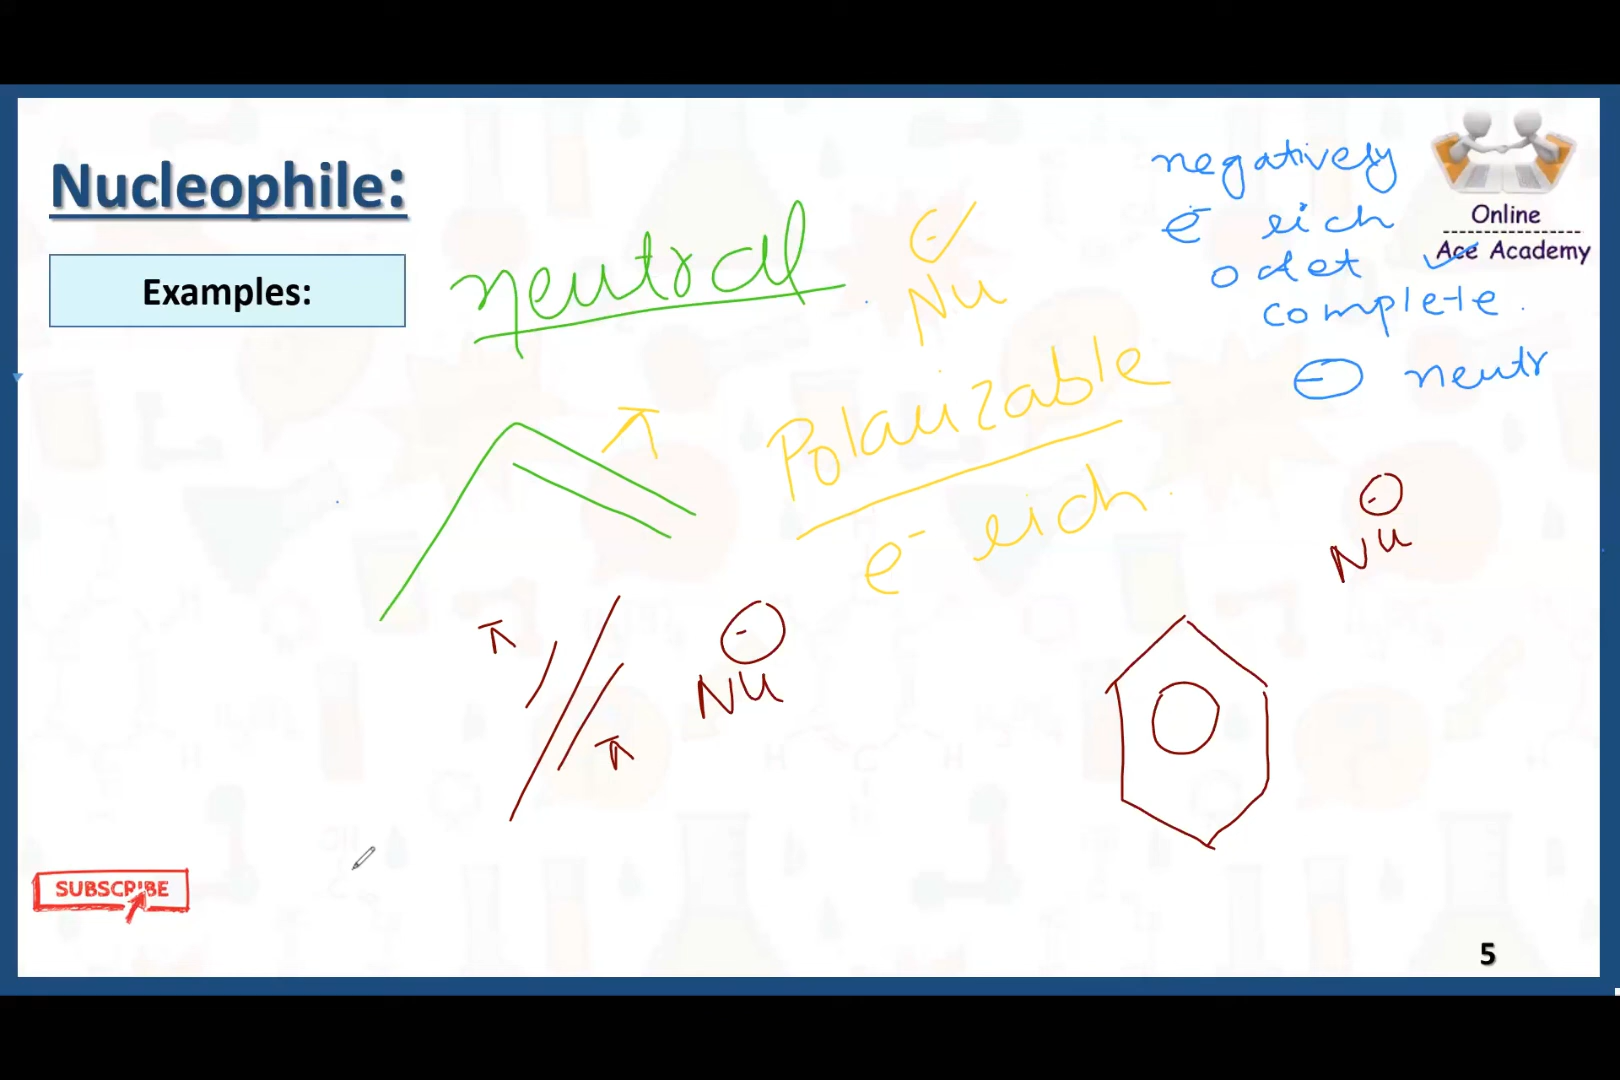 Nucleophile:
Examples:
neutral
Nu
negatively
e⁻ rich
octet
complete.
⊖ neutr
Online
Ace Academy
π
Polarizable
e⁻ rich
π
Nu
π
Nu
SUBSCRIBE
5